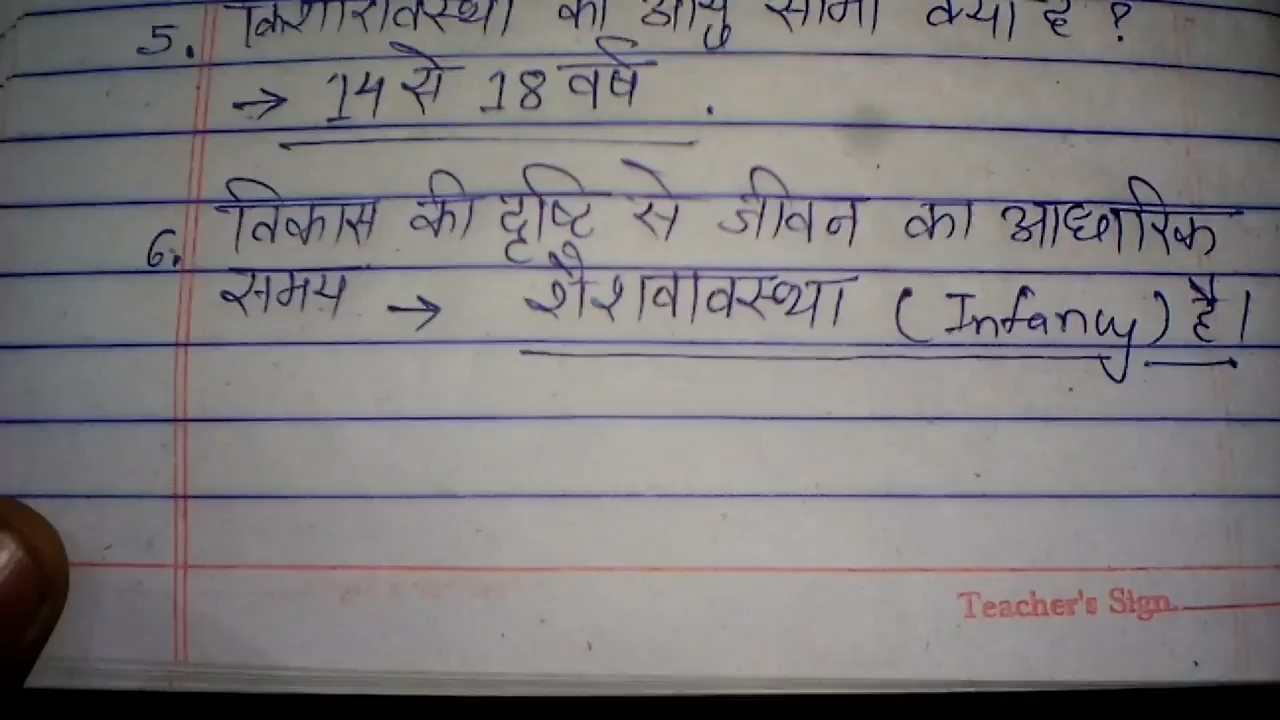 5. किशोरावस्था की आयु सीमा क्या है ?
→ 14 से 18 वर्ष .
6. विकास की दृष्टि से जीवन का आधारिक
समय → शैशवावस्था ( Infancy ) है।
Teacher's Sign.